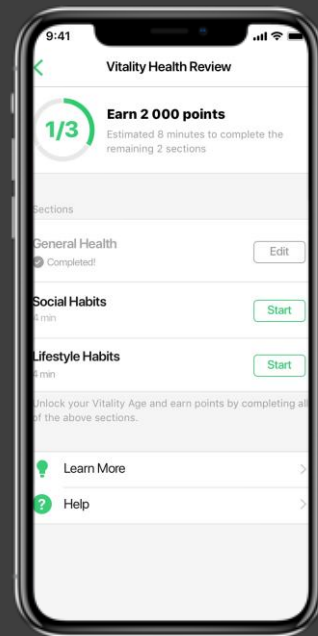 9:41
Vitality Health Review
1/3
Earn 2 000 points
Estimated 8 minutes to complete the
remaining 2 sections
Sections
General Health
Completed!
Edit
Social Habits
4 min
Start
Lifestyle Habits
4 min
Start
Unlock your Vitality Age and earn points by completing all
of the above sections.
Learn More
? Help